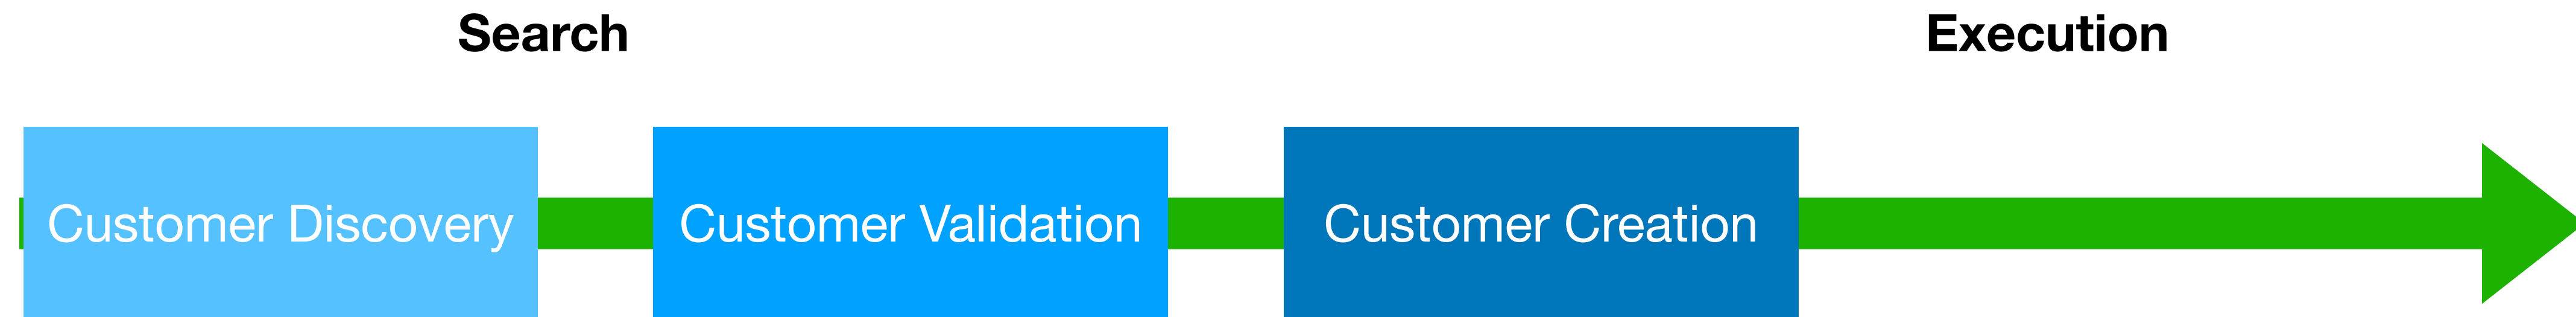 Search
Execution
Customer Discovery
Customer Validation
Customer Creation